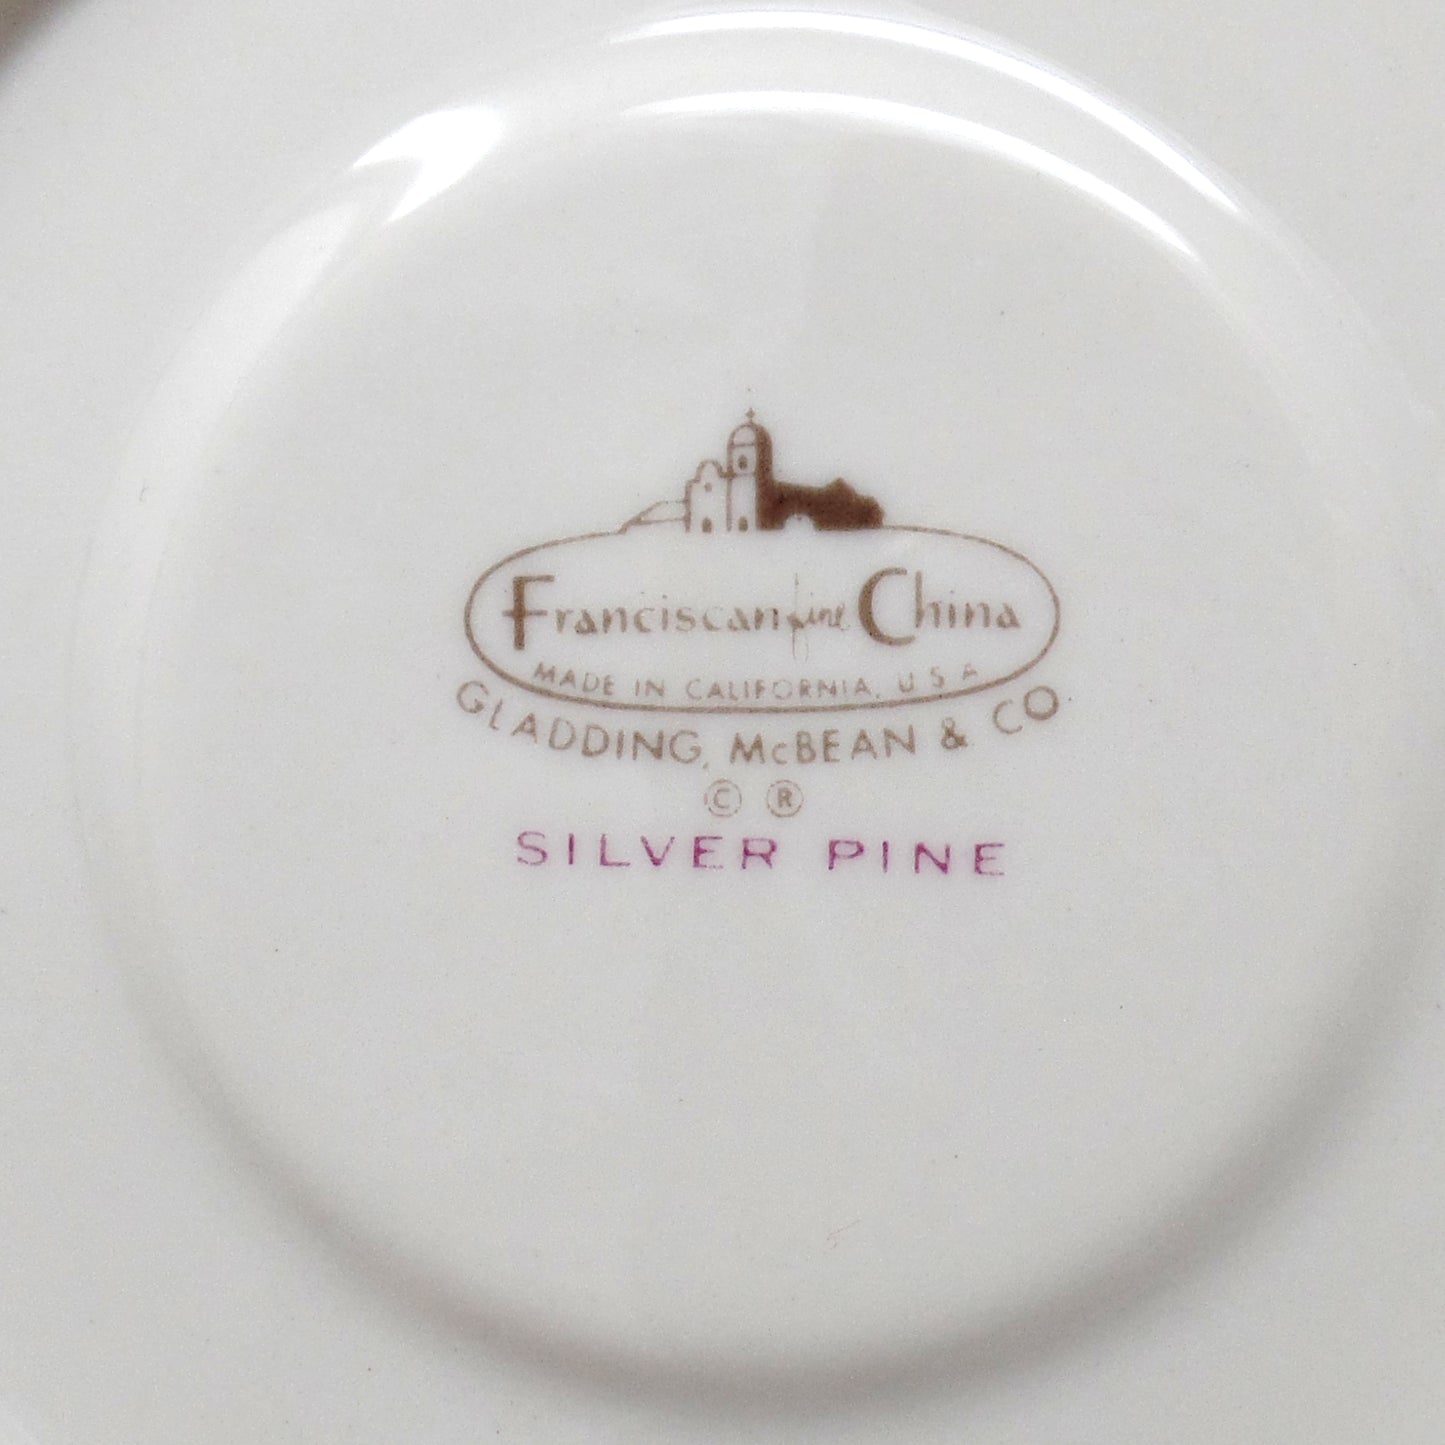 Franciscan fine China
MADE IN CALIFORNIA, U S A
GLADDING, McBEAN & CO
© ®
SILVER PINE